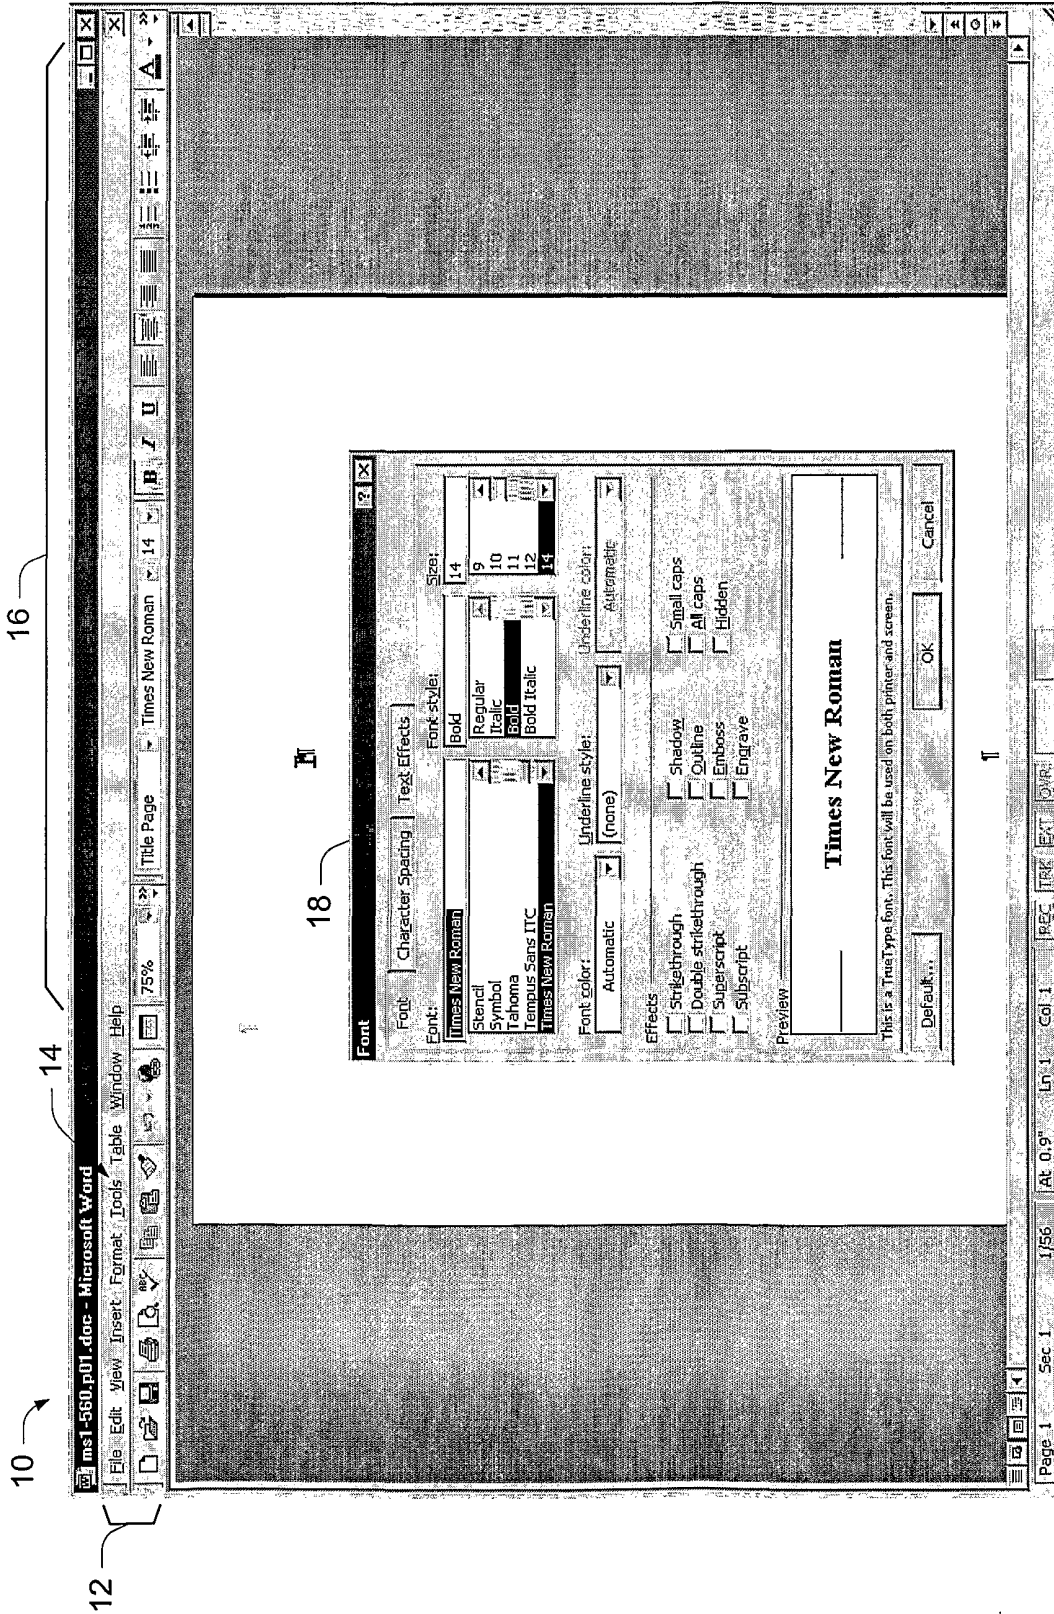 10
12
14
16
18
ms1-560.p01.doc - Microsoft Word
File Edit View Insert Format Tools Table Window Help
ABC
75% Title Page Times New Roman 14 B I U A
¶
¶
Font
Font Character Spacing Text Effects
Font: Font style: Size:
Times New Roman Bold 14
Stencil Regular 9
Symbol Italic 10
Tahoma Bold 11
Tempus Sans ITC Bold Italic 12
Times New Roman 14
Font color: Underline style: Underline color:
Automatic (none) Automatic
Effects
Strikethrough Shadow Small caps
Double strikethrough Outline All caps
Superscript Emboss Hidden
Subscript Engrave
Preview
Times New Roman
This is a TrueType font. This font will be used on both printer and screen.
Default... OK Cancel
¶
Page 1 Sec 1 1/56 At 0.9" Ln 1 Col 1 REC TRK EXT OVR